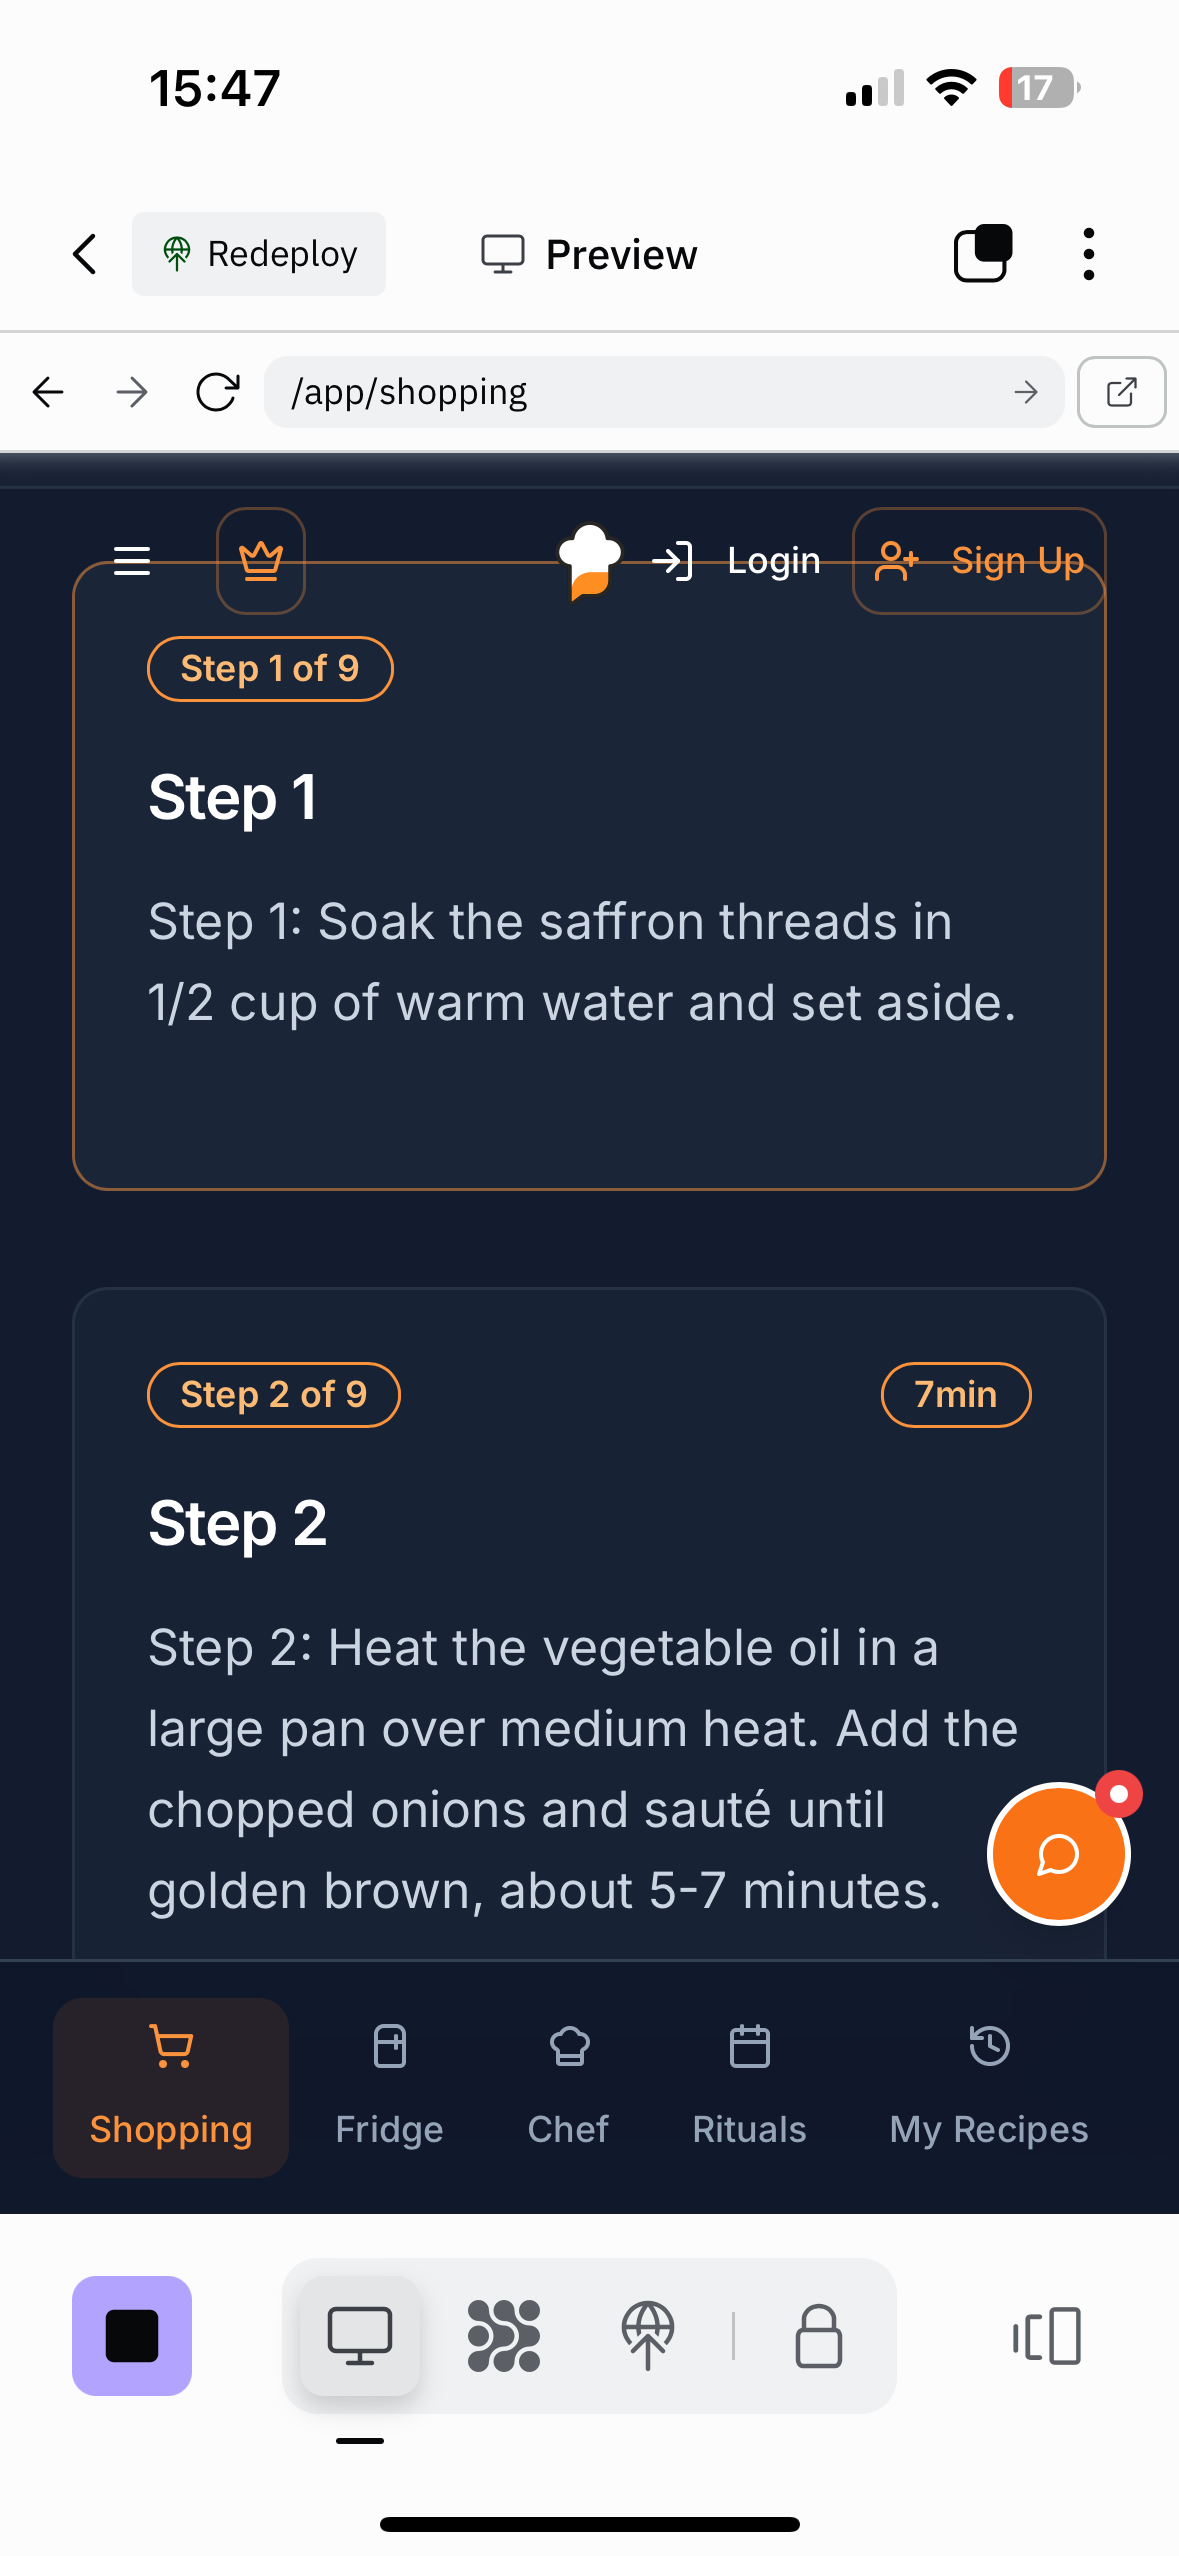 15:47
17
Redeploy
Preview
/app/shopping
Login
Sign Up
Step 1 of 9
Step 1
Step 1: Soak the saffron threads in
1/2 cup of warm water and set aside.
Step 2 of 9
7min
Step 2
Step 2: Heat the vegetable oil in a
large pan over medium heat. Add the
chopped onions and sauté until
golden brown, about 5-7 minutes.
Shopping
Fridge
Chef
Rituals
My Recipes